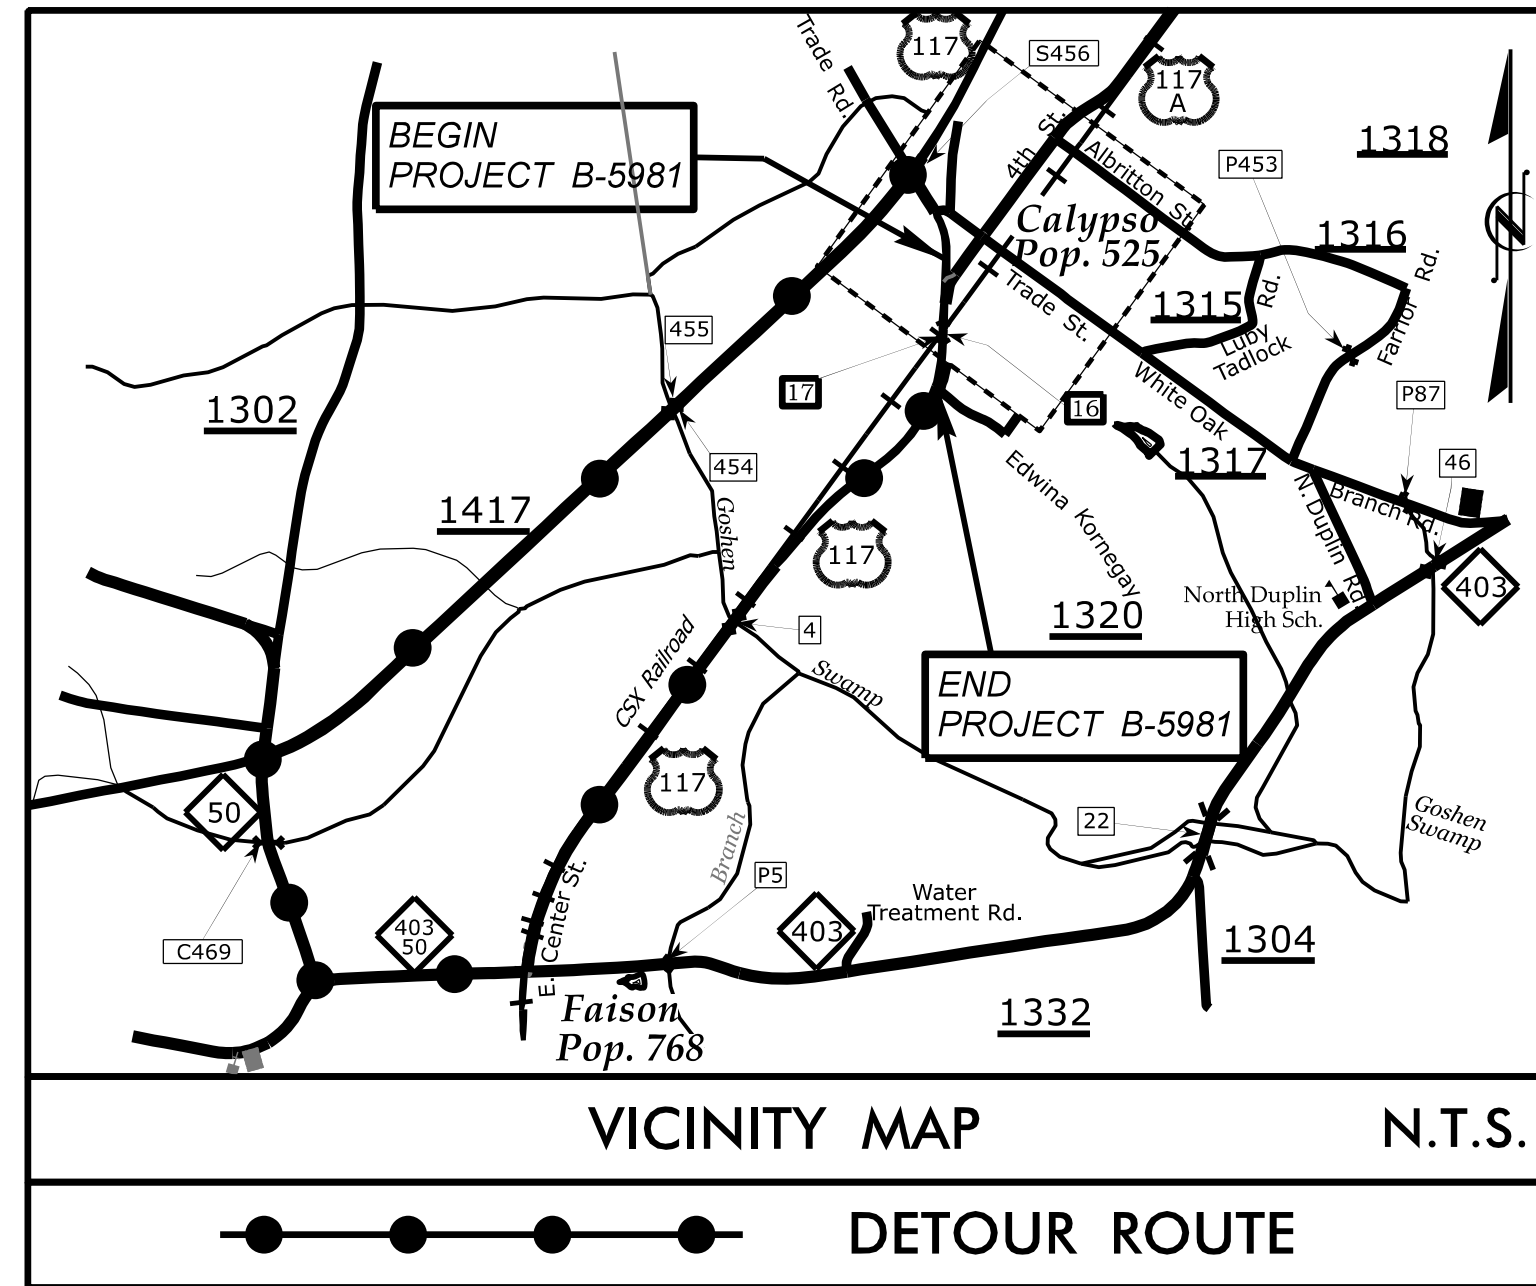 Trade Rd.
117
S456
117
A
BEGIN
PROJECT B-5981
4th St.
Albritton St.
1318
P453
Calypso
Pop. 525
1316
Farrior Rd.
Trade St.
1315
Luby
Tadlock
Rd.
455
17
16
White Oak
P87
1302
454
1317
46
1417
Goshen
Edwina Kornegay
N. Duplin Rd.
Branch Rd.
117
403
North Duplin
High Sch.
1320
4
CSX Railroad
Swamp
END
PROJECT B-5981
117
50
22
Goshen
Swamp
Branch
P5
E. Center St.
Water
Treatment Rd.
403
50
403
C469
1304
Faison
Pop. 768
1332
VICINITY MAP
N.T.S.
DETOUR ROUTE